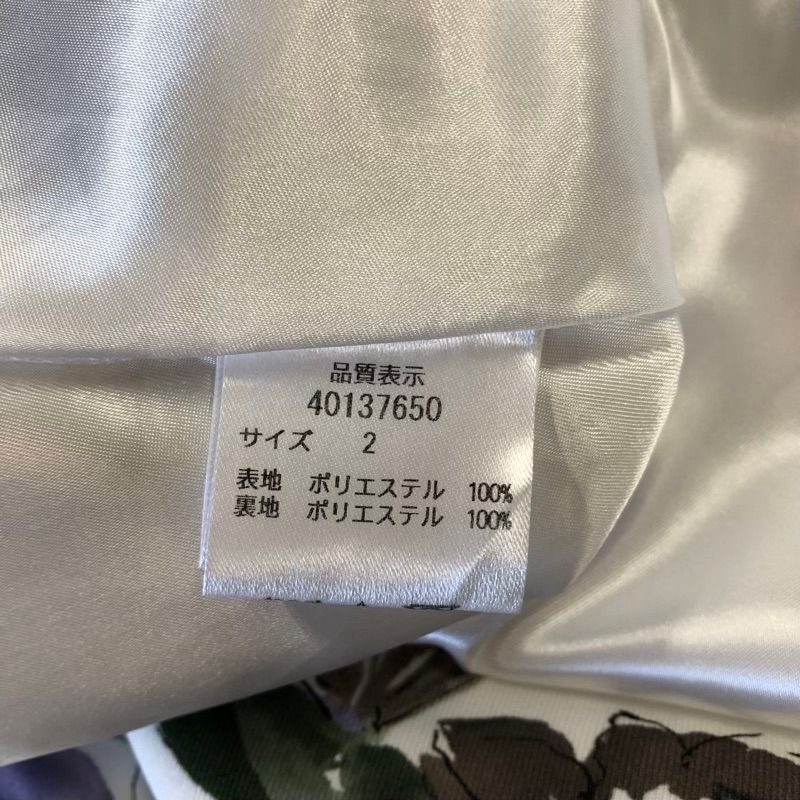 品質表示
40137650
サイズ 2
表地 ポリエステル 100%
裏地 ポリエステル 100%